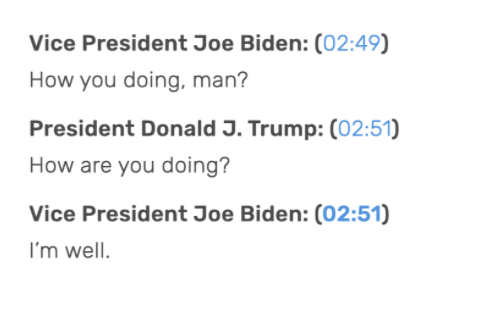 Vice President Joe Biden: (02:49)
How you doing, man?
President Donald J. Trump: (02:51)
How are you doing?
Vice President Joe Biden: (02:51)
I’m well.